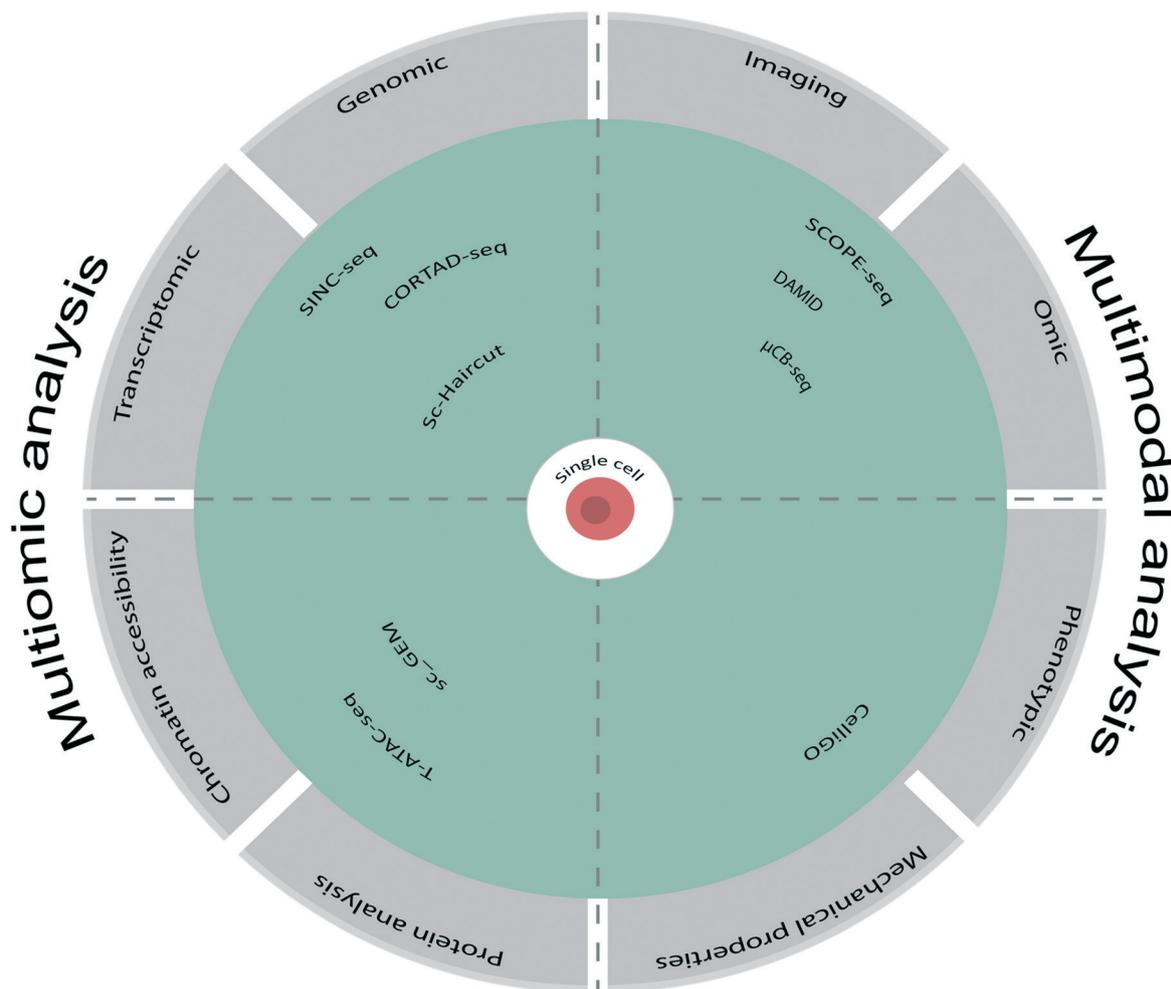 Multiomic analysis
Genomic
Transcriptomic
SINC-seq
CORTAD-seq
Sc-Haircut
Imaging
Omic
SCOPE-seq
DAMID
μCB-seq
Multimodal analysis
Single cell
Chromatin accessibility
Protein analysis
sc_GEM
T-ATAC-seq
Phenotypic
Mechanical properties
CelliGO